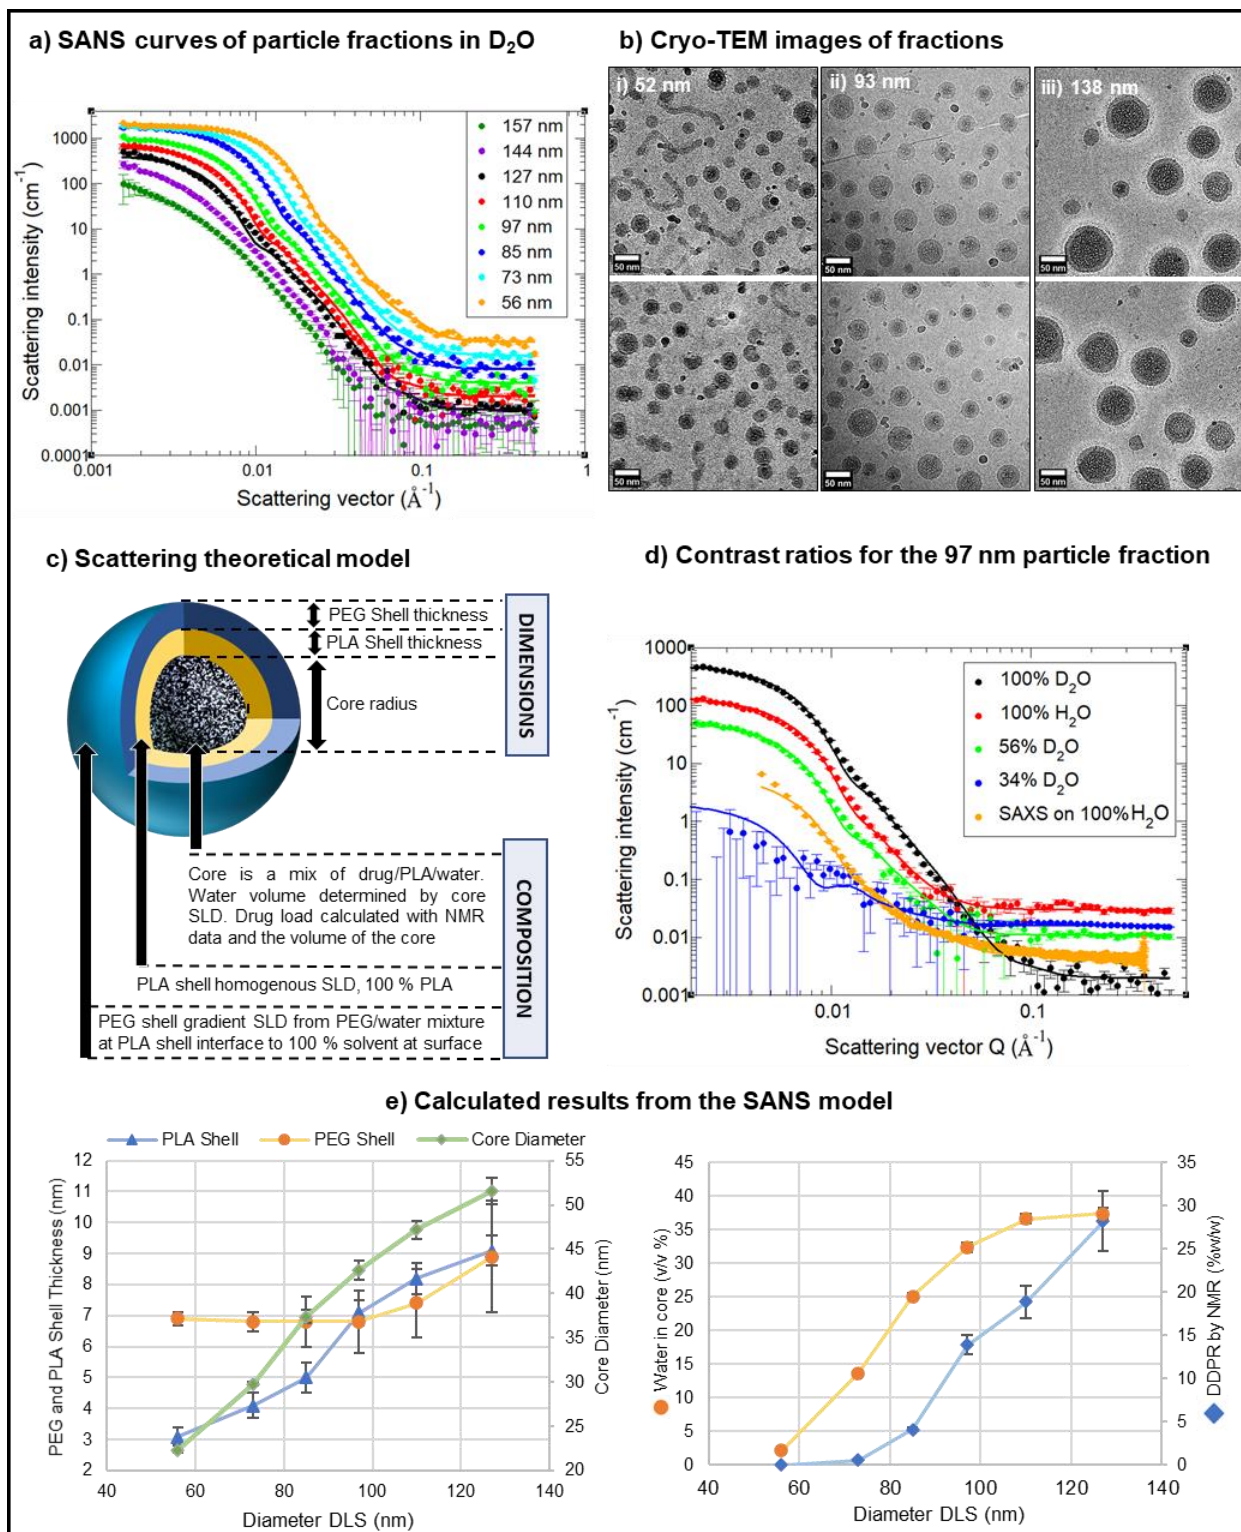 a) SANS curves of particle fractions in D₂O
Scattering intensity (cm⁻¹)
1000
100
10
1
0.1
0.01
0.001
0.0001
0.001
0.01
0.1
1
Scattering vector (Å⁻¹)
157 nm
144 nm
127 nm
110 nm
97 nm
85 nm
73 nm
56 nm
b) Cryo-TEM images of fractions
i) 52 nm
ii) 93 nm
iii) 138 nm
50 nm
50 nm
50 nm
50 nm
50 nm
50 nm
c) Scattering theoretical model
PEG Shell thickness
PLA Shell thickness
Core radius
DIMENSIONS
Core is a mix of drug/PLA/water.
Water volume determined by core
SLD. Drug load calculated with NMR
data and the volume of the core
PLA shell homogenous SLD, 100 % PLA
PEG shell gradient SLD from PEG/water mixture
at PLA shell interface to 100 % solvent at surface
COMPOSITION
d) Contrast ratios for the 97 nm particle fraction
Scattering intensity (cm⁻¹)
1000
100
10
1
0.1
0.01
0.001
0.01
0.1
Scattering vector Q (Å⁻¹)
100% D₂O
100% H₂O
56% D₂O
34% D₂O
SAXS on 100%H₂O
e) Calculated results from the SANS model
PLA Shell
PEG Shell
Core Diameter
PEG and PLA Shell Thickness (nm)
12
11
10
9
8
7
6
5
4
3
2
40
60
80
100
120
140
Diameter DLS (nm)
55
50
45
40
35
30
25
20
Core Diameter (nm)
Water in core (v/v %)
45
40
35
30
25
20
15
10
5
0
40
60
80
100
120
140
Diameter DLS (nm)
35
30
25
20
15
10
5
0
DDPR by NMR (%w/w)